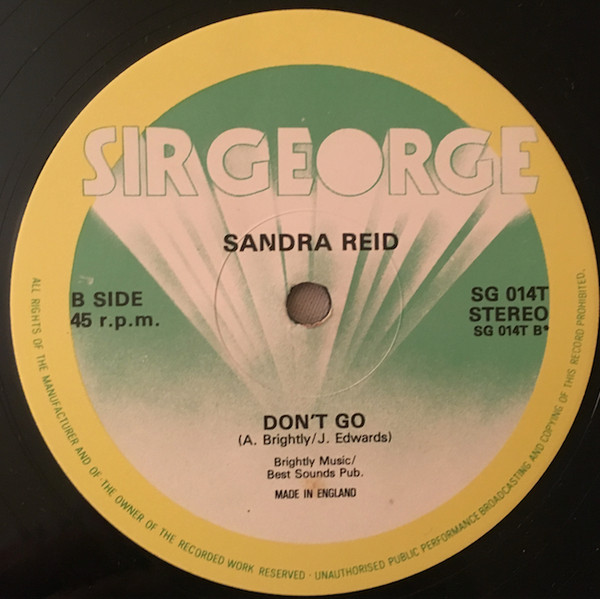 SIR GEORGE
SANDRA REID
B SIDE
45 r.p.m.
SG 014T
STEREO
SG 014T B*
DON'T GO
(A. Brightly/J. Edwards)
Brightly Music/
Best Sounds Pub.
MADE IN ENGLAND
ALL RIGHTS OF THE MANUFACTURER AND OF THE OWNER OF THE RECORDED WORK RESERVED · UNAUTHORISED PUBLIC PERFORMANCE BROADCASTING AND COPYING OF THIS RECORD PROHIBITED.